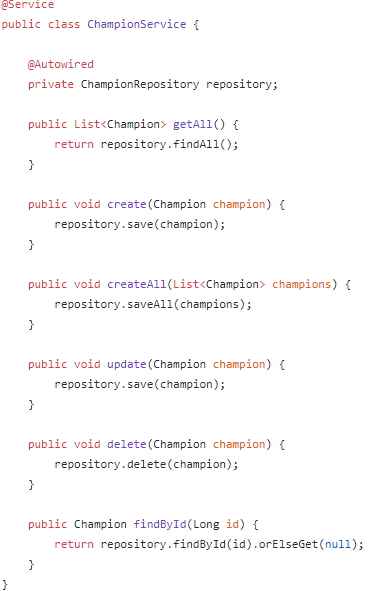 @Service
public class ChampionService {
@Autowired
private ChampionRepository repository;
public List<Champion> getAll() {
return repository.findAll();
}
public void create(Champion champion) {
repository.save(champion);
}
public void createAll(List<Champion> champions) {
repository.saveAll(champions);
}
public void update(Champion champion) {
repository.save(champion);
}
public void delete(Champion champion) {
repository.delete(champion);
}
public Champion findById(Long id) {
return repository.findById(id).orElseGet(null);
}
}